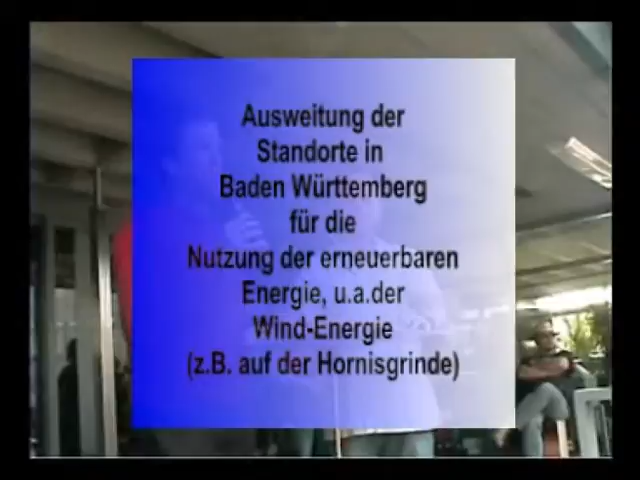 Ausweitung der
Standorte in
Baden Württemberg
für die
Nutzung der erneuerbaren
Energie, u.a.der
Wind-Energie
(z.B. auf der Hornisgrinde)